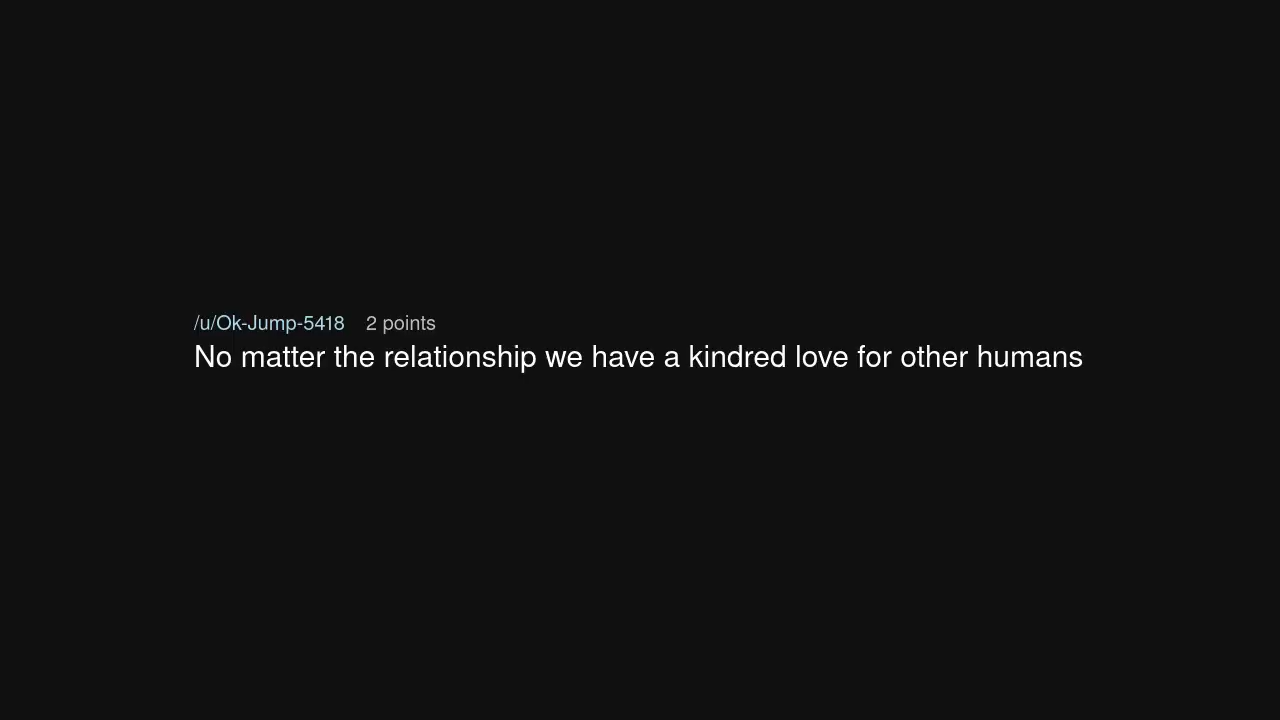 /u/Ok-Jump-5418 2 points
No matter the relationship we have a kindred love for other humans